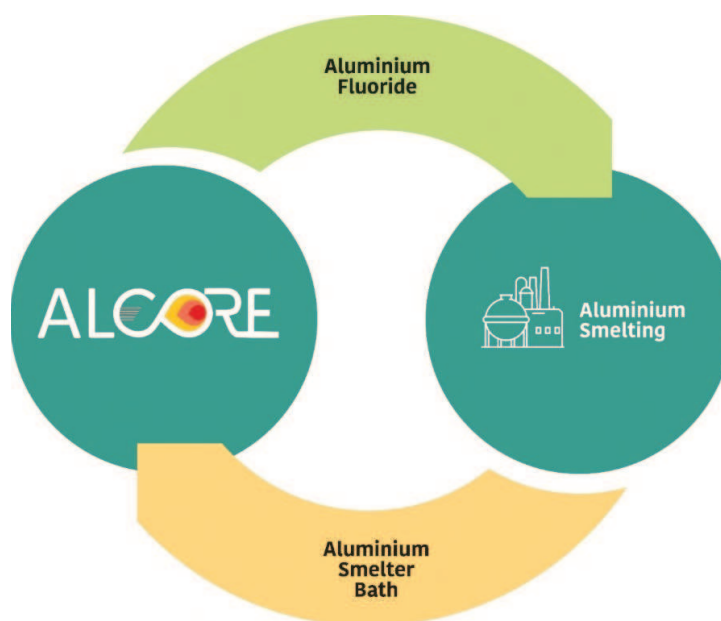 Aluminium
Fluoride
ALCORE
Aluminium
Smelting
Aluminium
Smelter
Bath